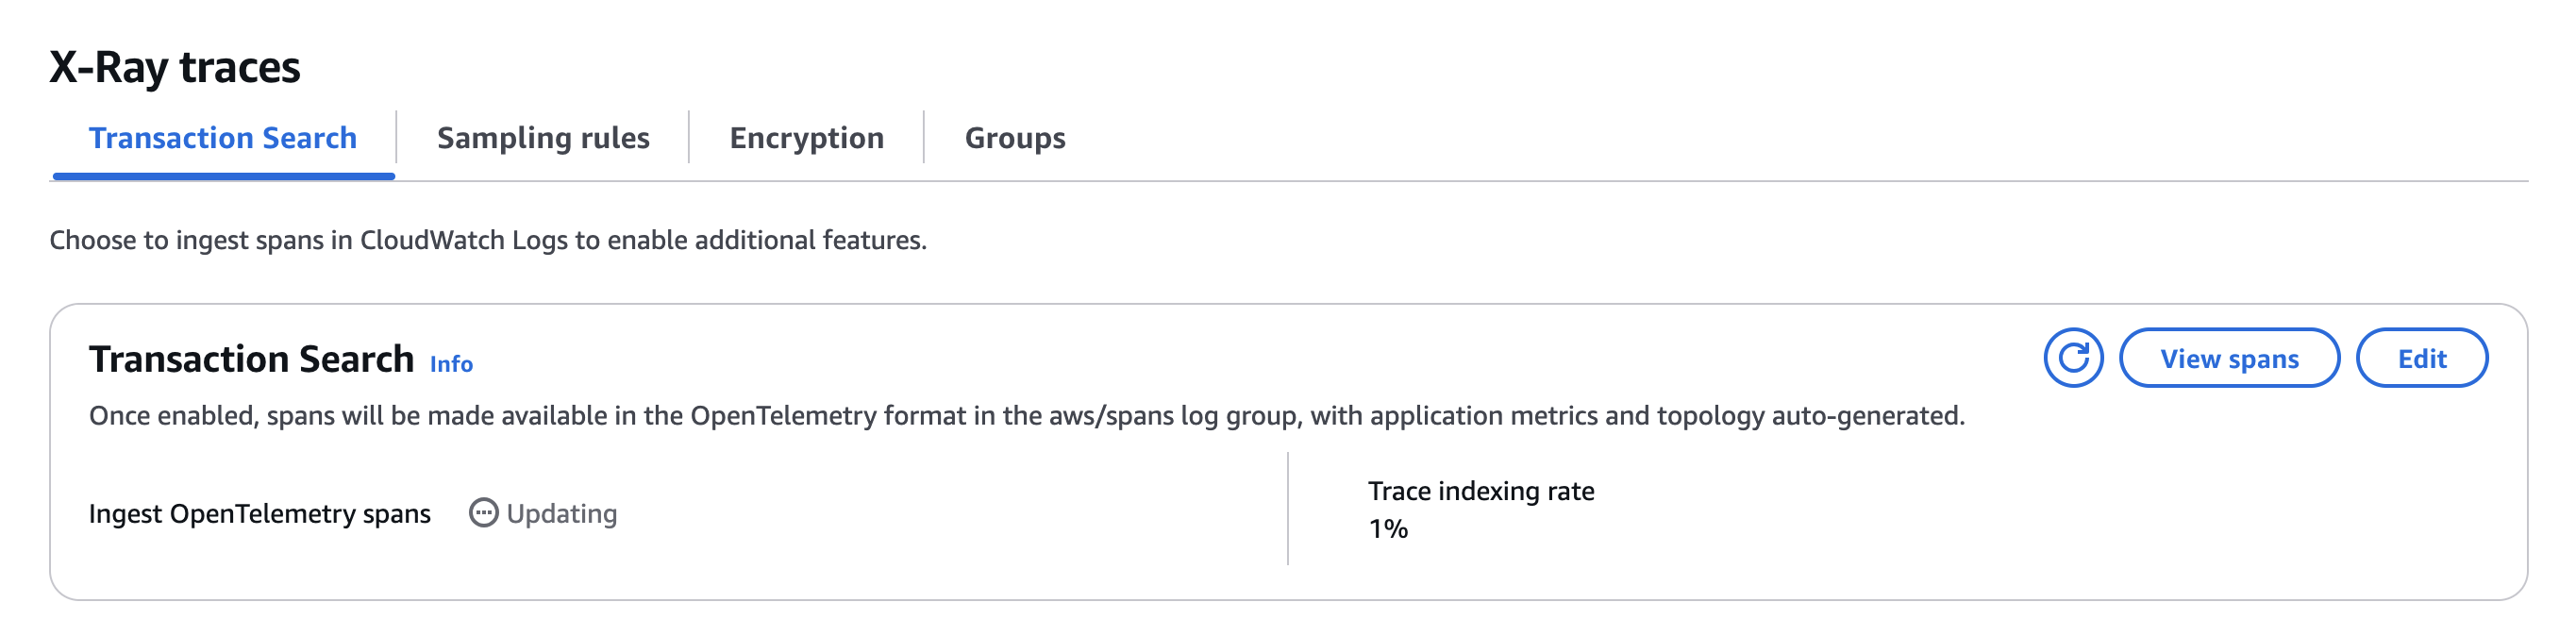 X-Ray traces
Transaction Search
Sampling rules
Encryption
Groups
Choose to ingest spans in CloudWatch Logs to enable additional features.
Transaction Search Info
View spans
Edit
Once enabled, spans will be made available in the OpenTelemetry format in the aws/spans log group, with application metrics and topology auto-generated.
Ingest OpenTelemetry spans
Updating
Trace indexing rate
1%